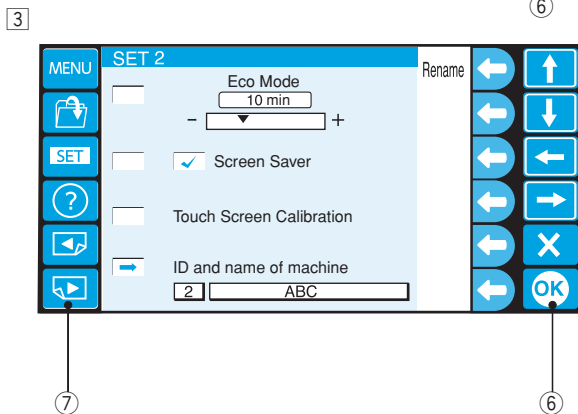 ⑥
3
MENU
SET 2
Rename
Eco Mode
10 min
- +
SET
✓ Screen Saver
?
Touch Screen Calibration
ID and name of machine
2 ABC
OK
⑦ ⑥